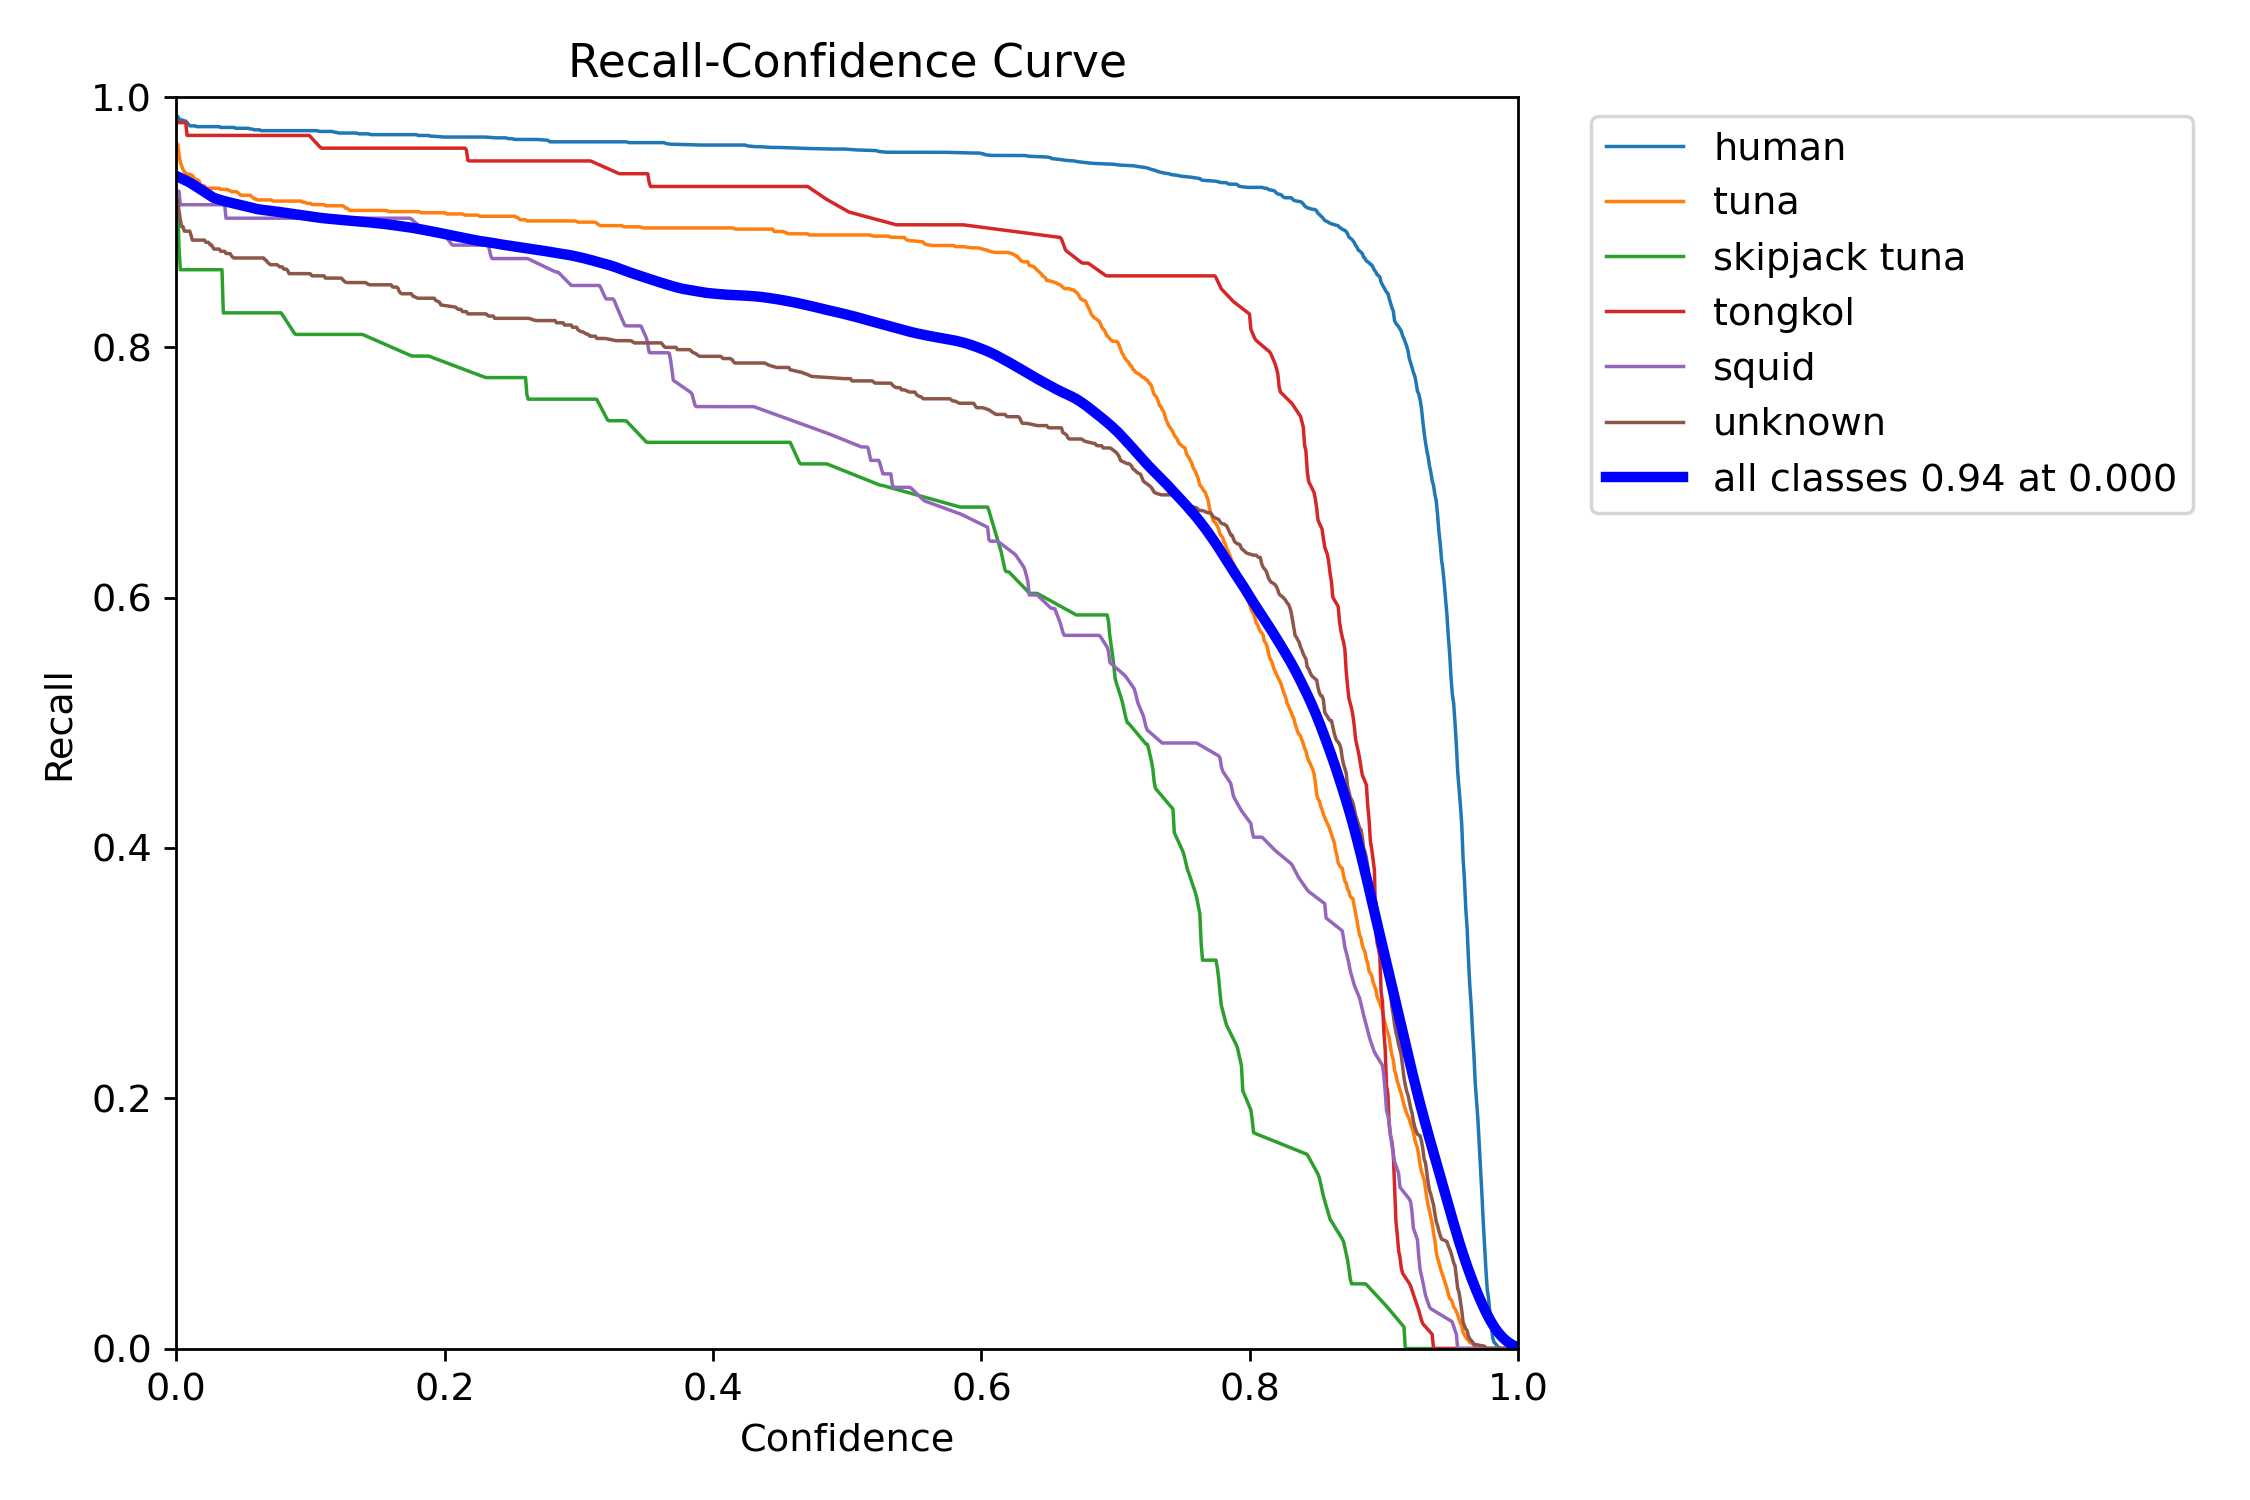 Recall-Confidence Curve
1.0
0.8
0.6
0.4
0.2
0.0
Recall
0.0 0.2 0.4 0.6 0.8 1.0
Confidence
human
tuna
skipjack tuna
tongkol
squid
unknown
all classes 0.94 at 0.000